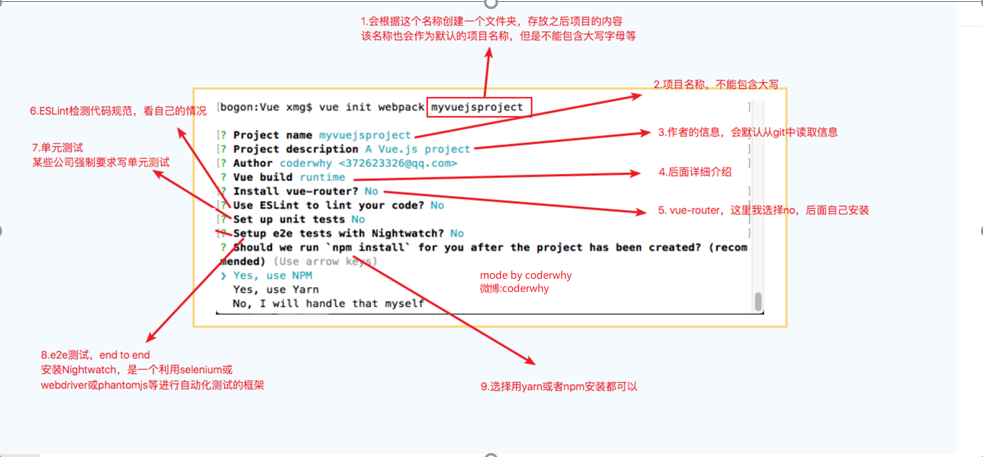 1.会根据这个名称创建一个文件夹，存放之后项目的内容
该名称也会作为默认的项目名称，但是不能包含大写字母等
2.项目名称，不能包含大写
[bogon:Vue xmg$ vue init webpack myvuejsproject
6.ESLint检测代码规范，看自己的情况
3.作者的信息，会默认从git中读取信息
[? Project name myvuejsproject
7.单元测试
某些公司强制要求写单元测试
[? Project description A Vue.js project
[? Author coderwhy <372623326@qq.com>
4.后面详细介绍
? Vue build runtime
[? Install vue-router? No
5. vue-router，这里我选择no，后面自己安装
[? Use ESLint to lint your code? No
[? Set up unit tests No
[? Setup e2e tests with Nightwatch? No
? Should we run `npm install` for you after the project has been created? (recom
mended) (Use arrow keys)
❯ Yes, use NPM
Yes, use Yarn
No, I will handle that myself
mode by coderwhy
微博:coderwhy
8.e2e测试，end to end
安装Nightwatch，是一个利用selenium或
webdriver或phantomjs等进行自动化测试的框架
9.选择用yarn或者npm安装都可以